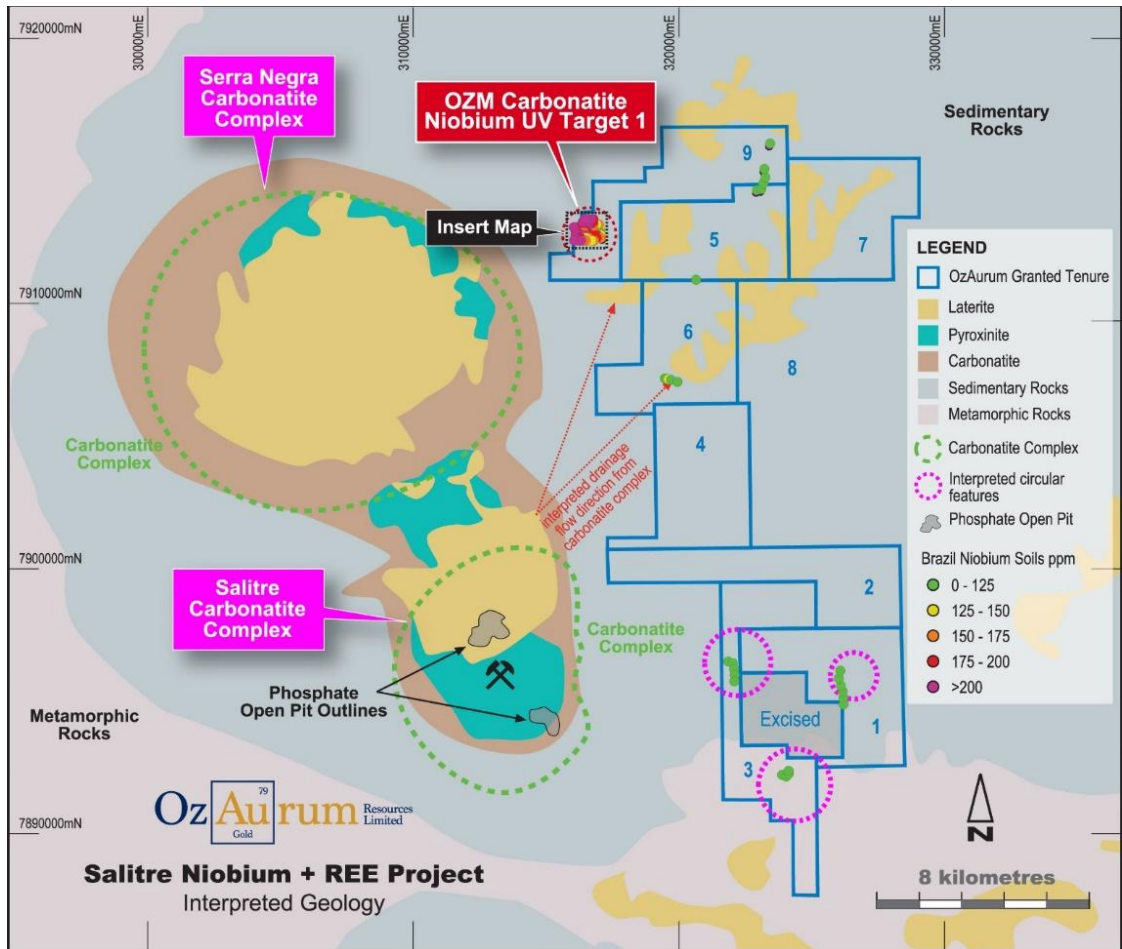 7920000mN
300000mE
310000mE
320000mE
330000mE
Serra Negra
Carbonatite
Complex
OZM Carbonatite
Niobium UV Target 1
Sedimentary
Rocks
9
Insert Map
5
7
7910000mN
6
8
4
Carbonatite
Complex
interpreted drainage
flow direction from
carbonatite complex
7900000mN
2
Salitre
Carbonatite
Complex
Carbonatite
Complex
Phosphate
Open Pit Outlines
Excised
1
3
Metamorphic
Rocks
7890000mN
LEGEND
OzAurum Granted Tenure
Laterite
Pyroxinite
Carbonatite
Sedimentary Rocks
Metamorphic Rocks
Carbonatite Complex
Interpreted circular
features
Phosphate Open Pit
Brazil Niobium Soils ppm
0 - 125
125 - 150
150 - 175
175 - 200
>200
79
OzAurum Resources
Limited
Gold
Salitre Niobium + REE Project
Interpreted Geology
N
8 kilometres